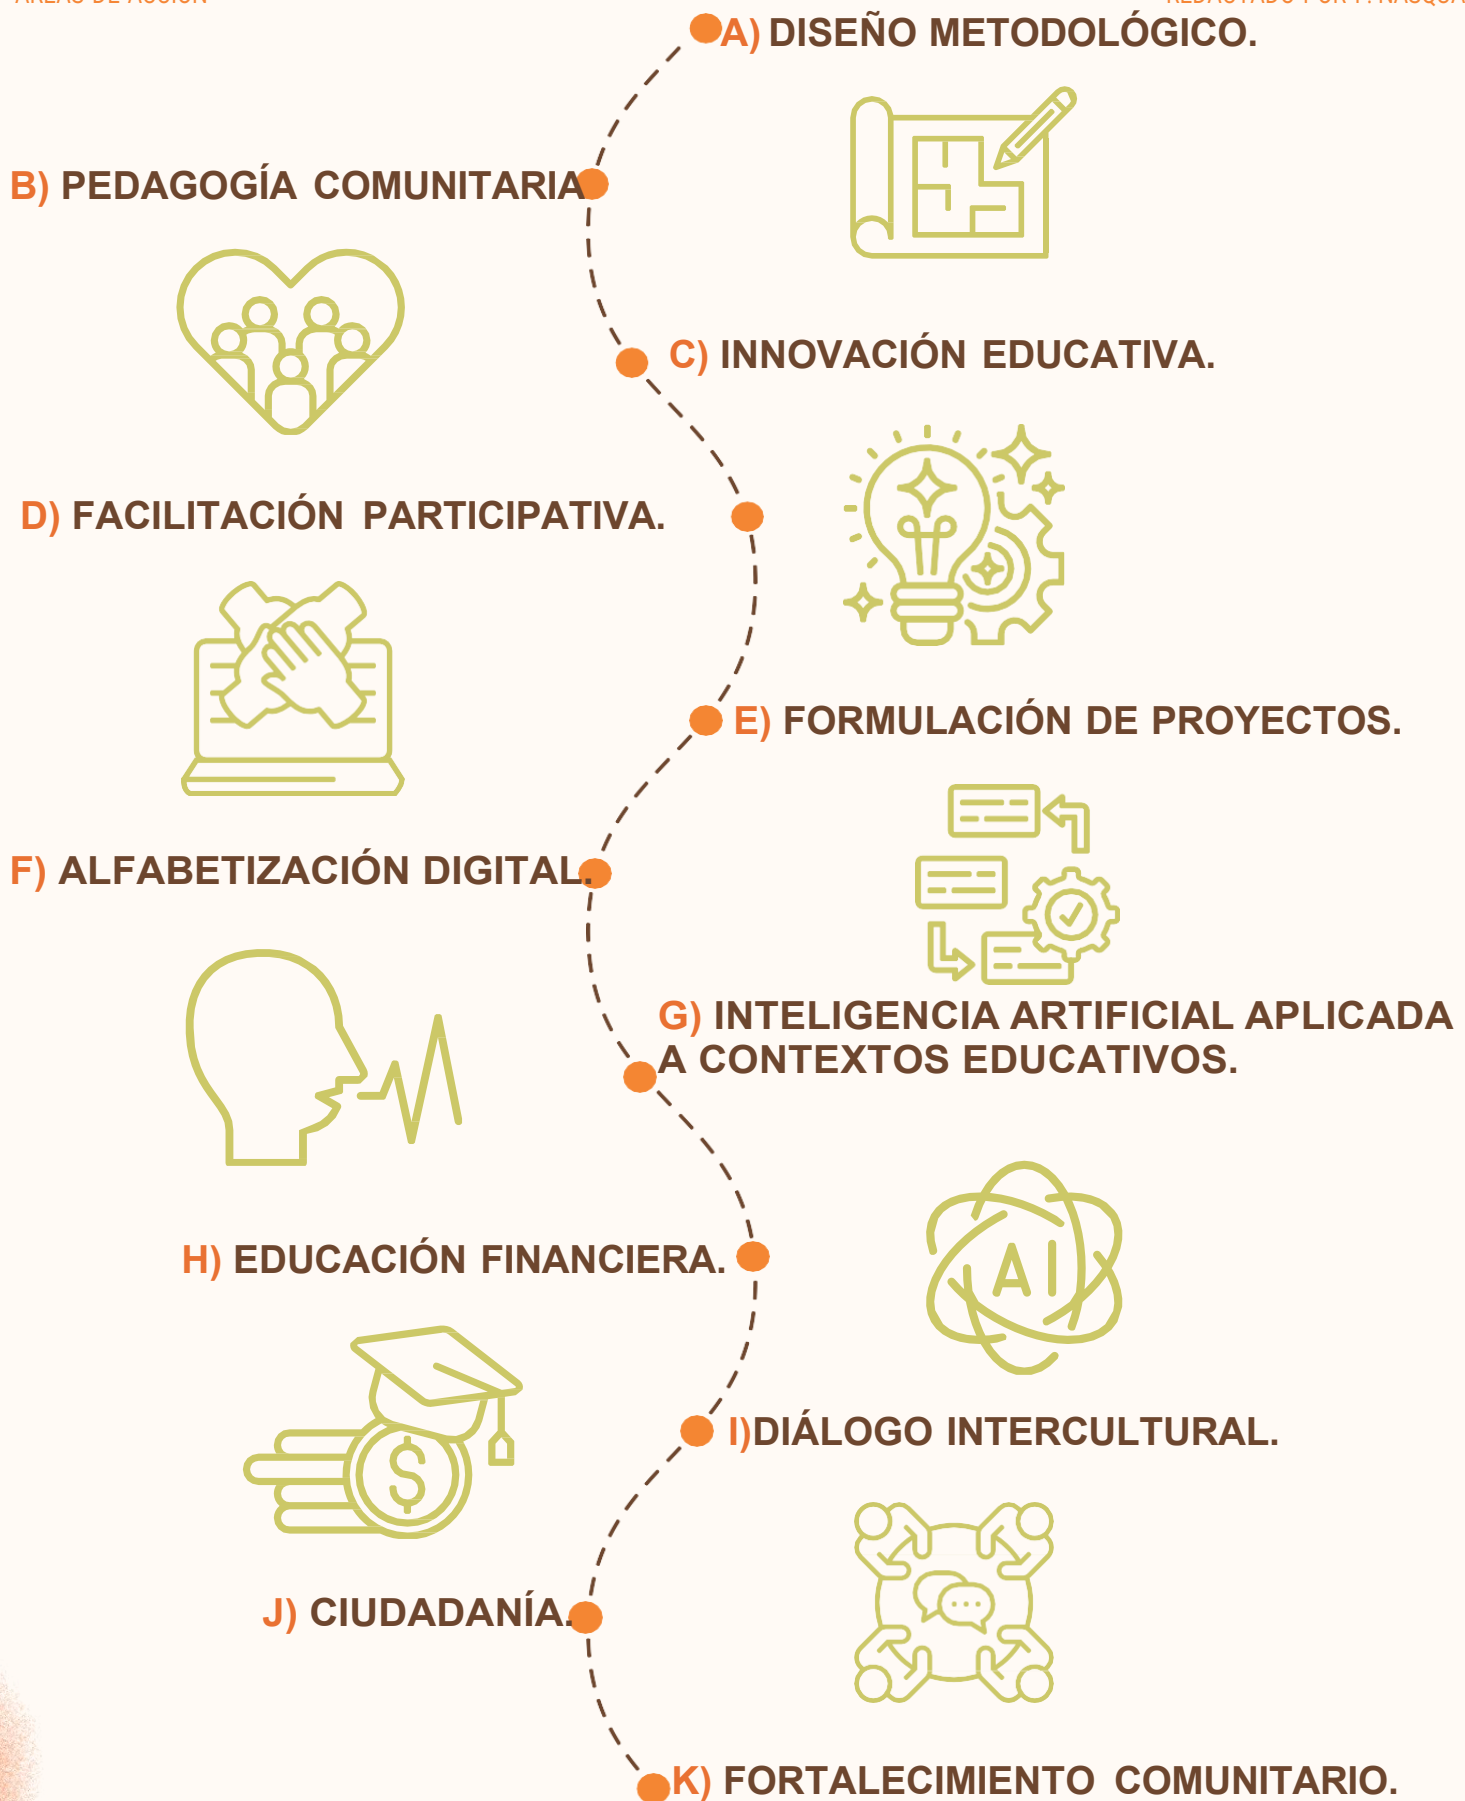 A) DISEÑO METODOLÓGICO.
B) PEDAGOGÍA COMUNITARIA
C) INNOVACIÓN EDUCATIVA.
D) FACILITACIÓN PARTICIPATIVA.
E) FORMULACIÓN DE PROYECTOS.
F) ALFABETIZACIÓN DIGITAL.
G) INTELIGENCIA ARTIFICIAL APLICADA
A CONTEXTOS EDUCATIVOS.
AI
H) EDUCACIÓN FINANCIERA.
$
I)DIÁLOGO INTERCULTURAL.
J) CIUDADANÍA.
K) FORTALECIMIENTO COMUNITARIO.